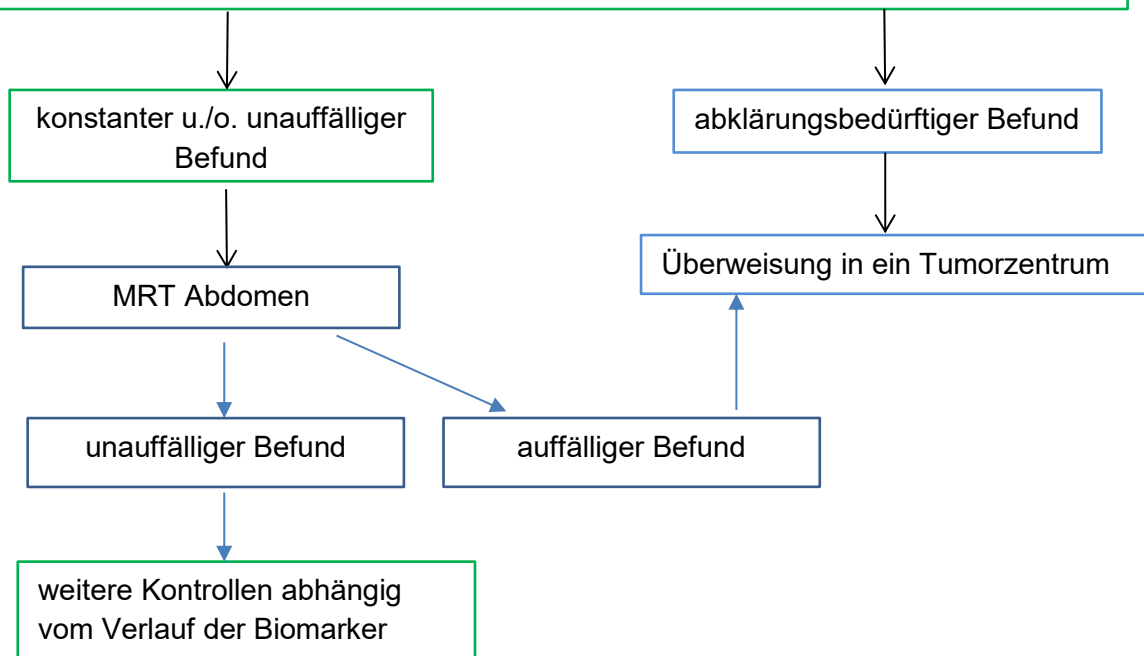 konstanter u./o. unauffälliger
Befund
abklärungsbedürftiger Befund
MRT Abdomen
Überweisung in ein Tumorzentrum
unauffälliger Befund
auffälliger Befund
weitere Kontrollen abhängig
vom Verlauf der Biomarker